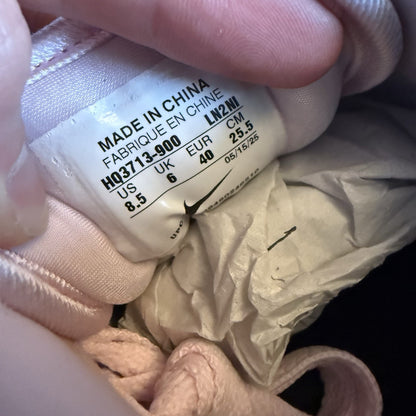 MADE IN CHINA
FABRIQUE EN CHINE
HQ3713-900 LN2NI
US UK EUR CM
8.5 6 40 25.5
05/15/25